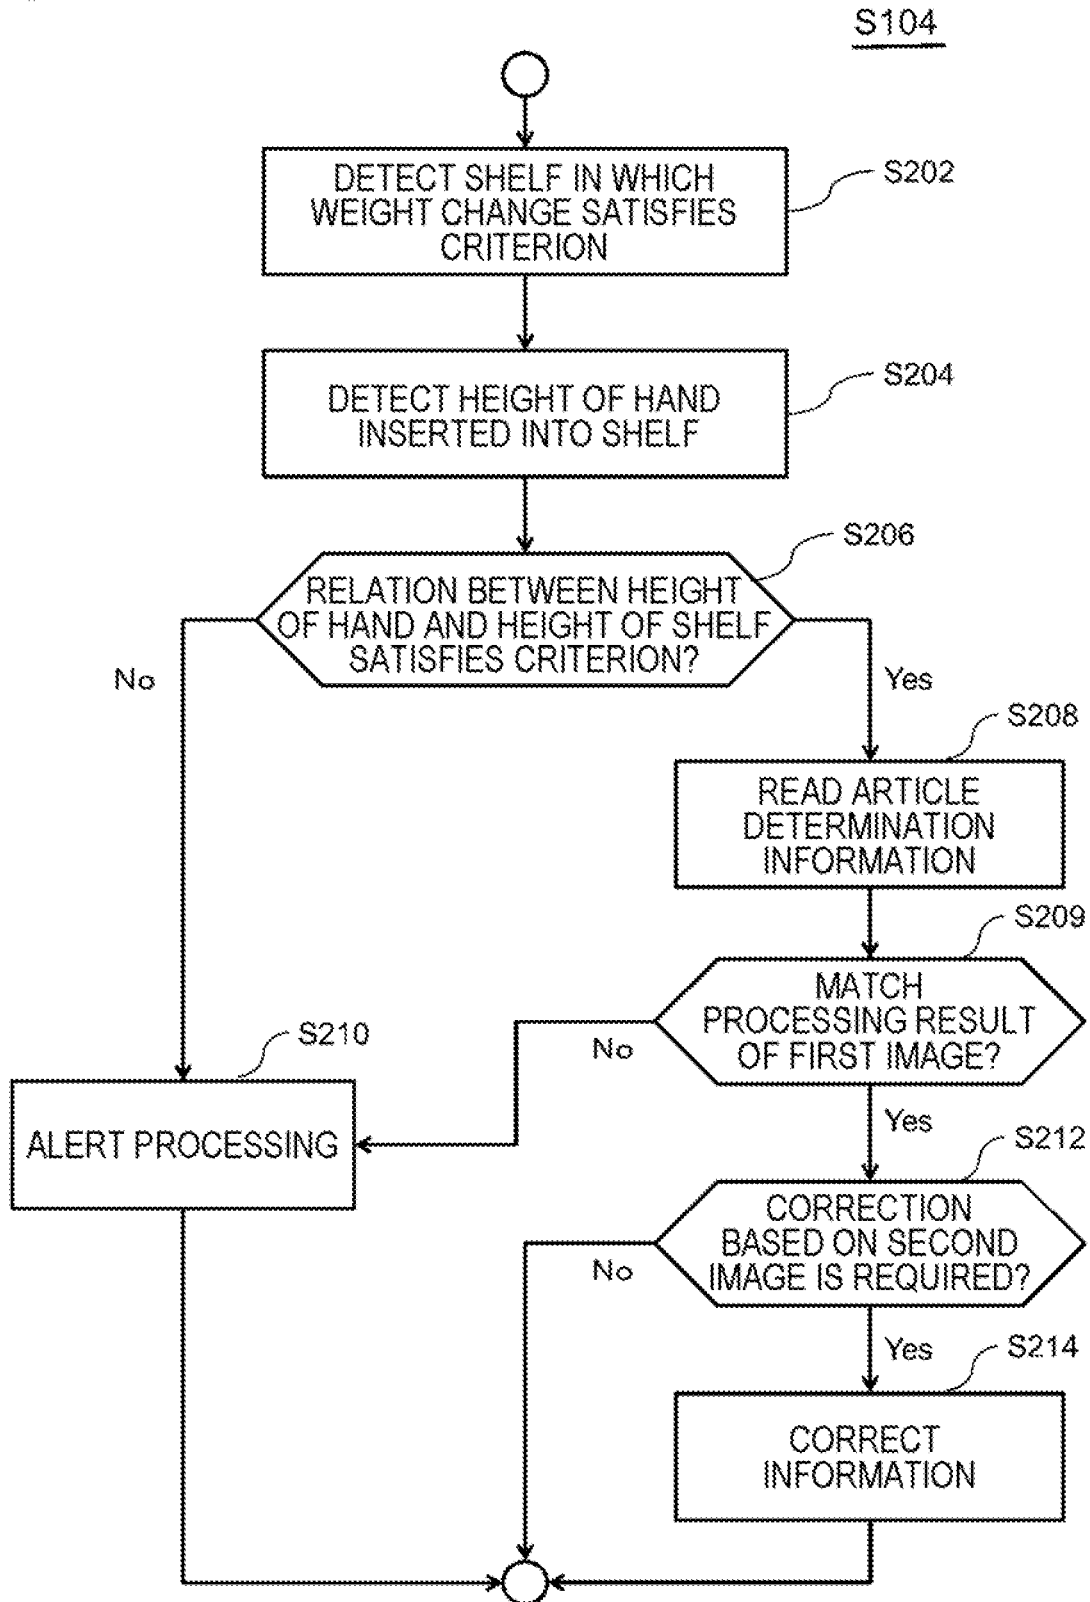 S104
DETECT SHELF IN WHICH
WEIGHT CHANGE SATISFIES
CRITERION
S202
DETECT HEIGHT OF HAND
INSERTED INTO SHELF
S204
RELATION BETWEEN HEIGHT
OF HAND AND HEIGHT OF SHELF
SATISFIES CRITERION?
S206
No
Yes
S208
READ ARTICLE
DETERMINATION
INFORMATION
S209
MATCH
PROCESSING RESULT
OF FIRST IMAGE?
No
Yes
S210
ALERT PROCESSING
S212
CORRECTION
BASED ON SECOND
IMAGE IS REQUIRED?
No
Yes
S214
CORRECT
INFORMATION